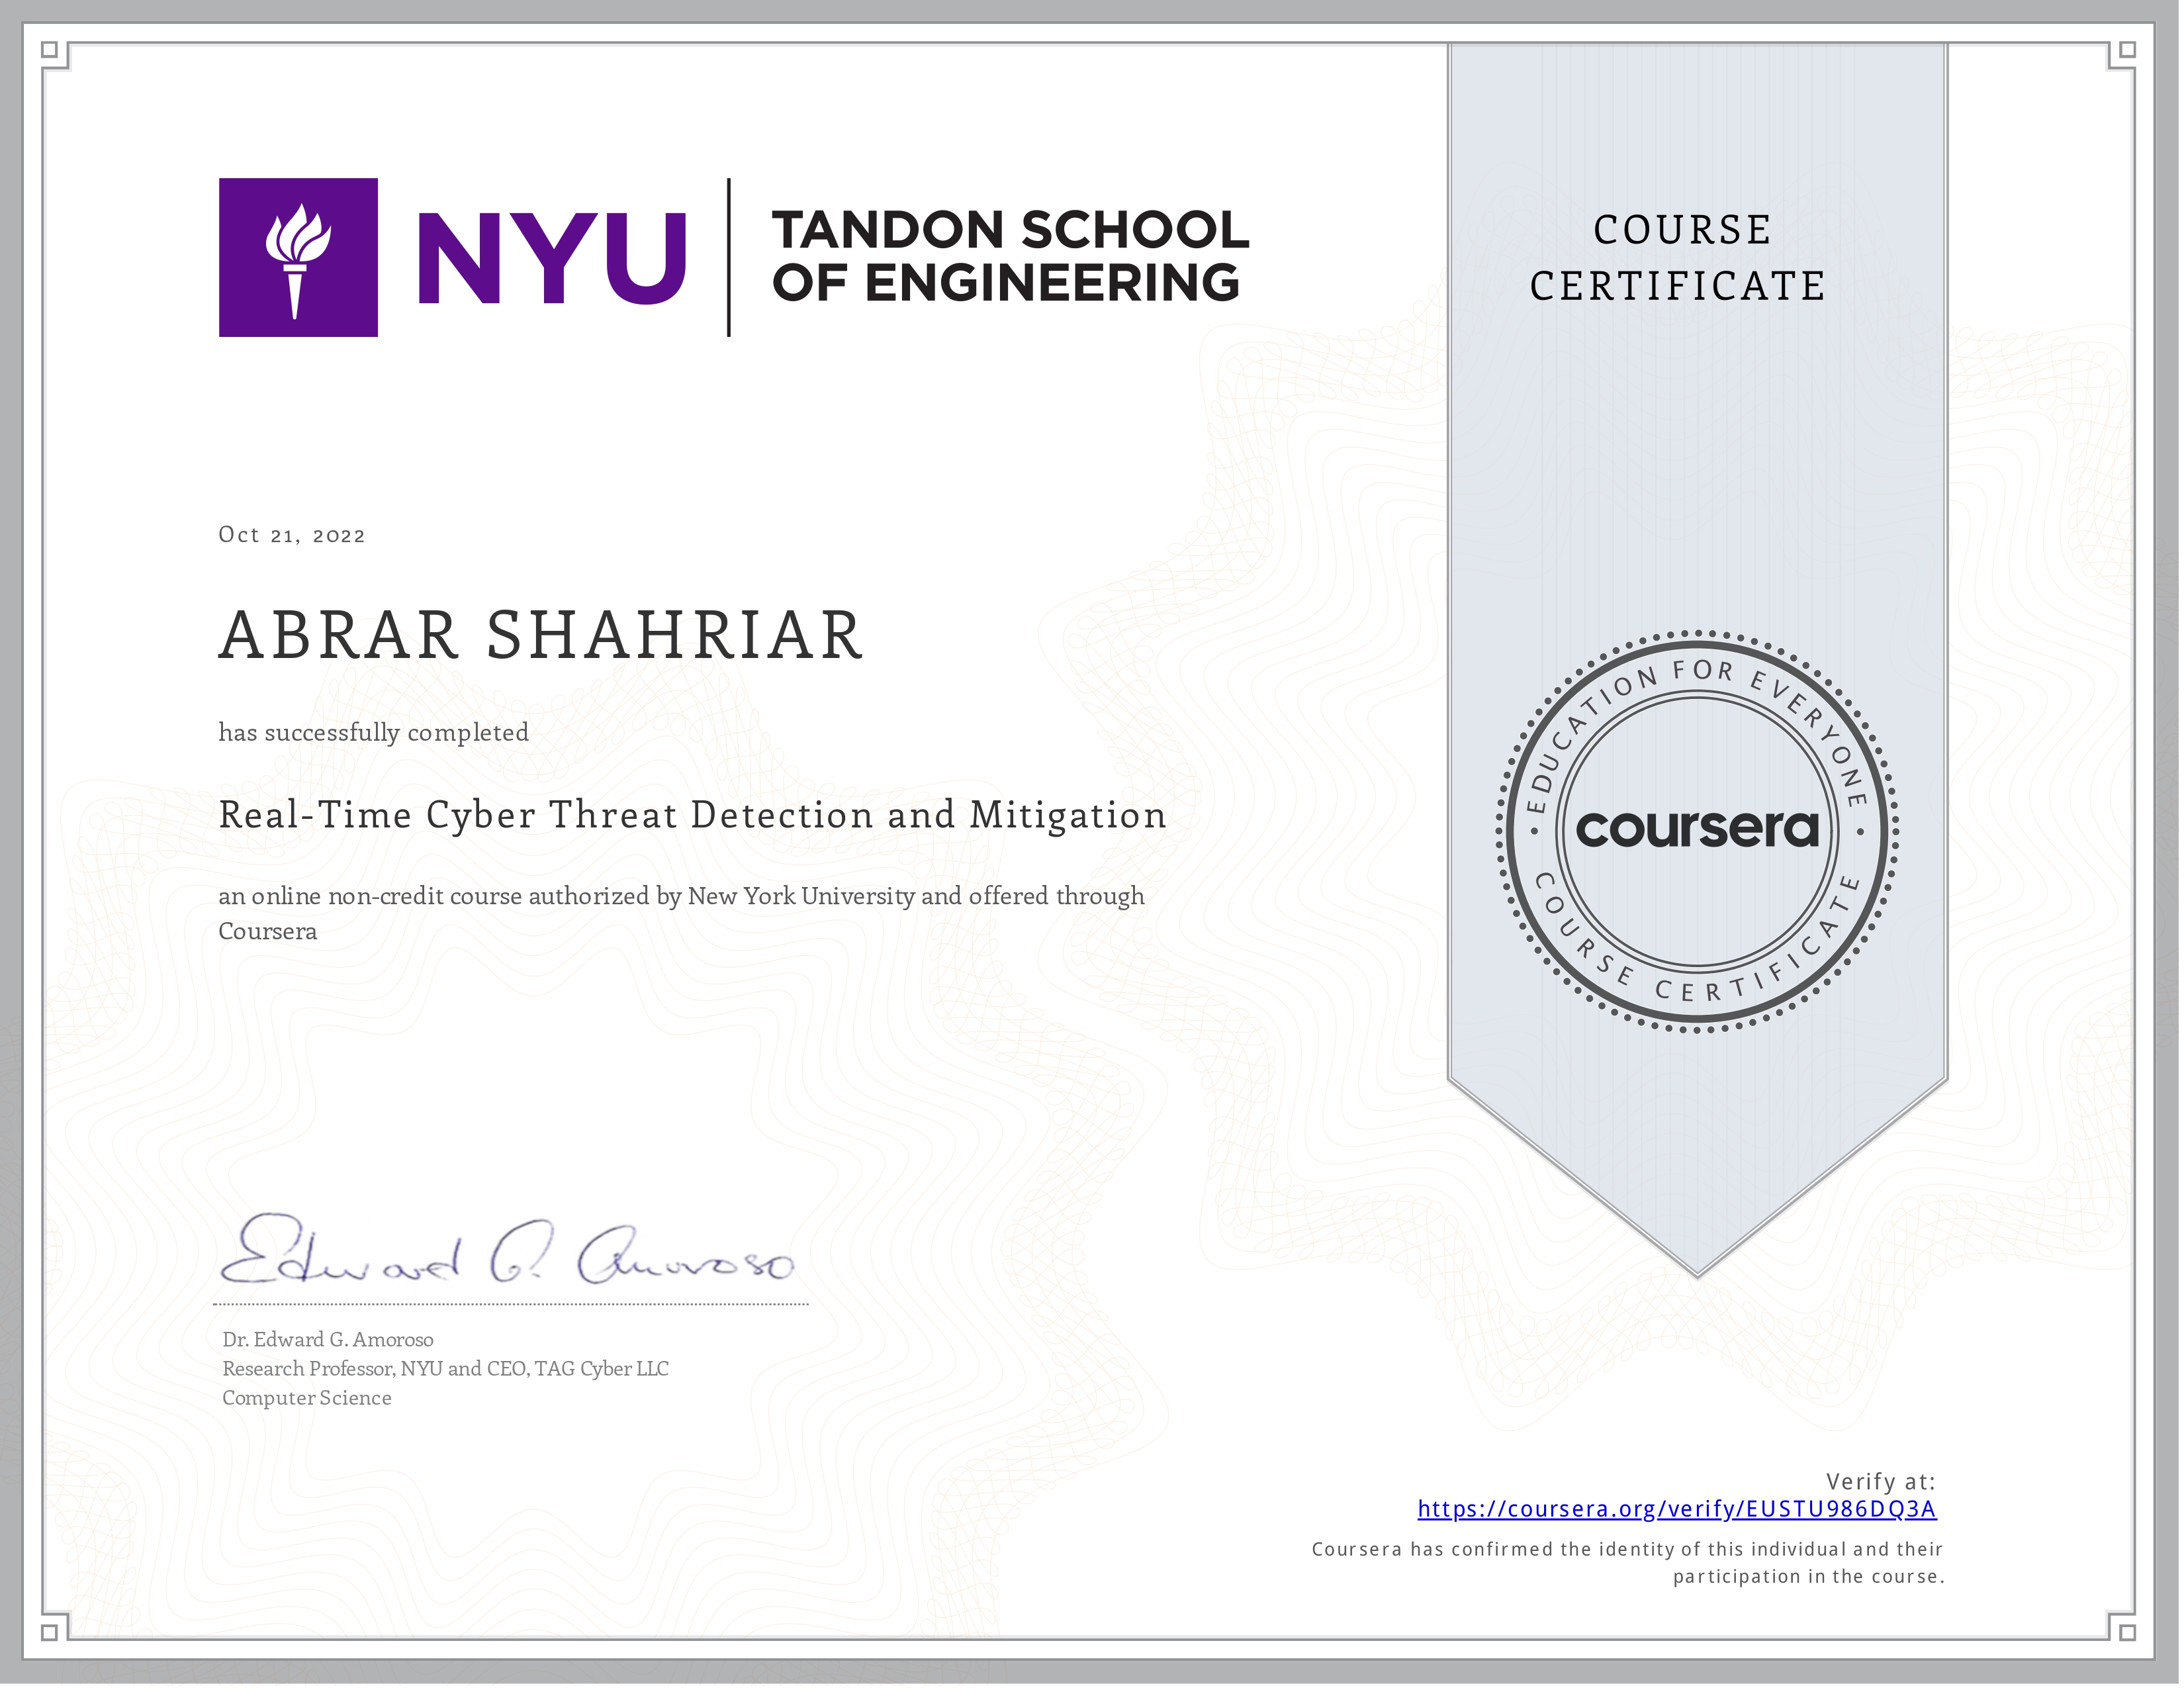 NYU
TANDON SCHOOL
OF ENGINEERING
COURSE
CERTIFICATE
Oct 21, 2022
ABRAR SHAHRIAR
has successfully completed
Real-Time Cyber Threat Detection and Mitigation
an online non-credit course authorized by New York University and offered through
Coursera
EDUCATION FOR EVERYONE
coursera
COURSE CERTIFICATE
Edward G. Amoroso
Dr. Edward G. Amoroso
Research Professor, NYU and CEO, TAG Cyber LLC
Computer Science
Verify at:
https://coursera.org/verify/EUSTU986DQ3A
Coursera has confirmed the identity of this individual and their
participation in the course.